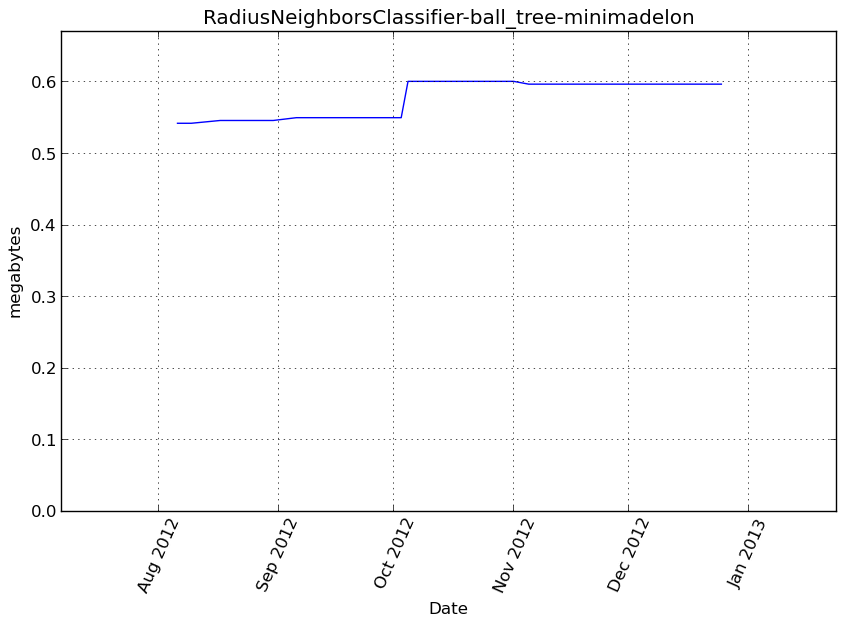 RadiusNeighborsClassifier-ball_tree-minimadelon
0.6
0.5
0.4
0.3
0.2
0.1
0.0
megabytes
Aug 2012
Sep 2012
Oct 2012
Nov 2012
Dec 2012
Jan 2013
Date